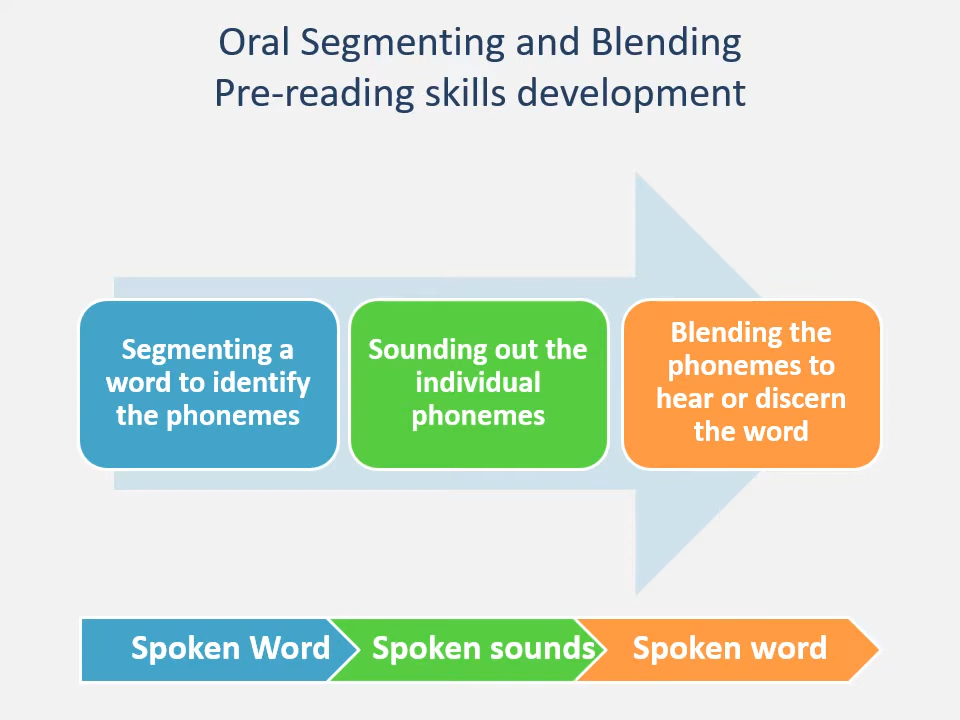 Oral Segmenting and Blending
Pre-reading skills development
Segmenting a
word to identify
the phonemes
Sounding out the
individual
phonemes
Blending the
phonemes to
hear or discern
the word
Spoken Word
Spoken sounds
Spoken word